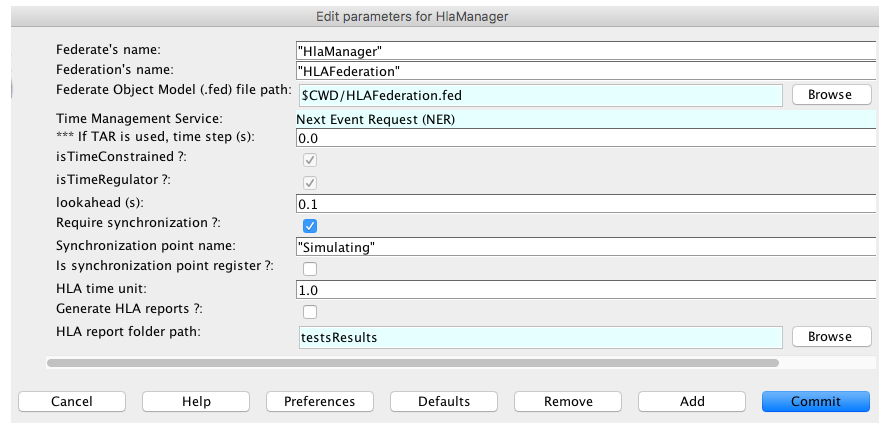 Edit parameters for HlaManager
Federate's name: "HlaManager"
Federation's name: "HLAFederation"
Federate Object Model (.fed) file path: $CWD/HLAFederation.fed Browse
Time Management Service: Next Event Request (NER)
*** If TAR is used, time step (s): 0.0
isTimeConstrained ?:
isTimeRegulator ?:
lookahead (s): 0.1
Require synchronization ?:
Synchronization point name: "Simulating"
Is synchronization point register ?:
HLA time unit: 1.0
Generate HLA reports ?:
HLA report folder path: testsResults Browse
Cancel Help Preferences Defaults Remove Add Commit